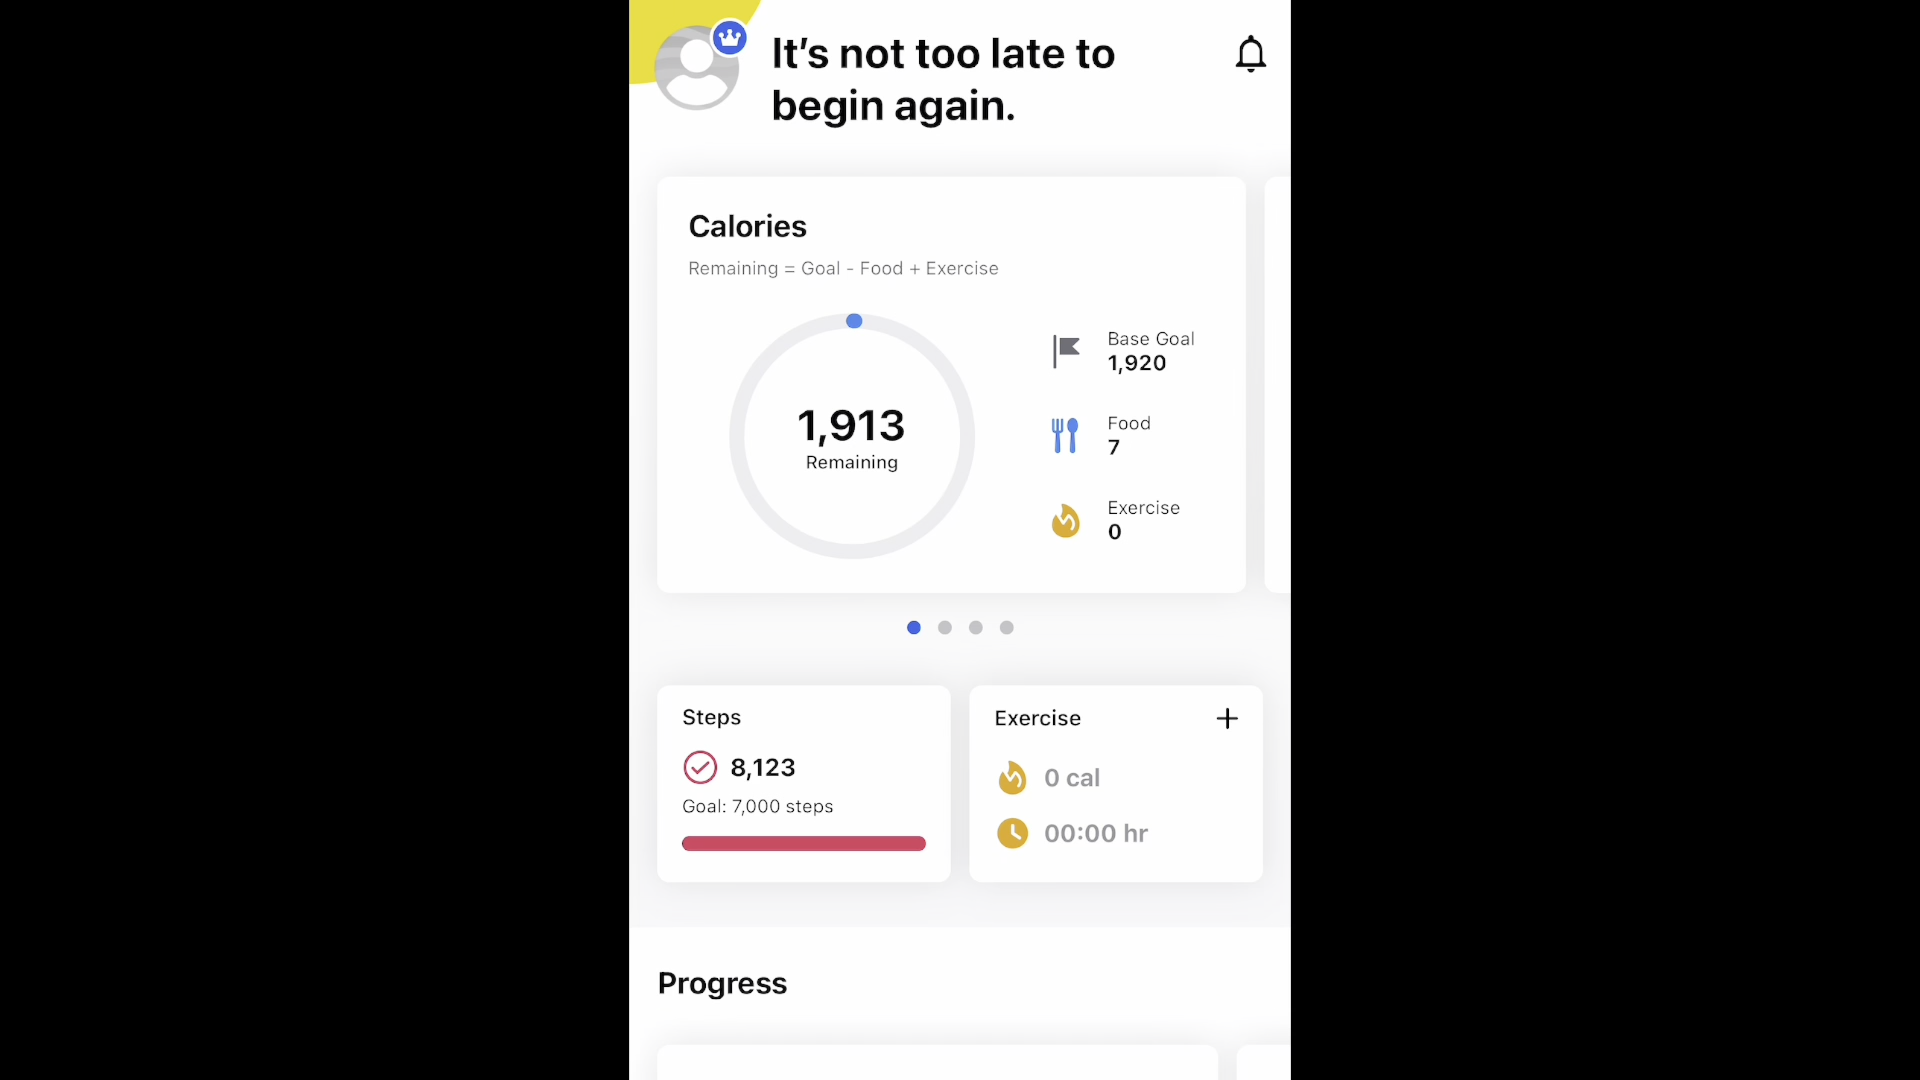 It’s not too late to
begin again.
Calories
Remaining = Goal - Food + Exercise
1,913
Remaining
Base Goal
1,920
Food
7
Exercise
0
Steps
8,123
Goal: 7,000 steps
Exercise
0 cal
00:00 hr
Progress